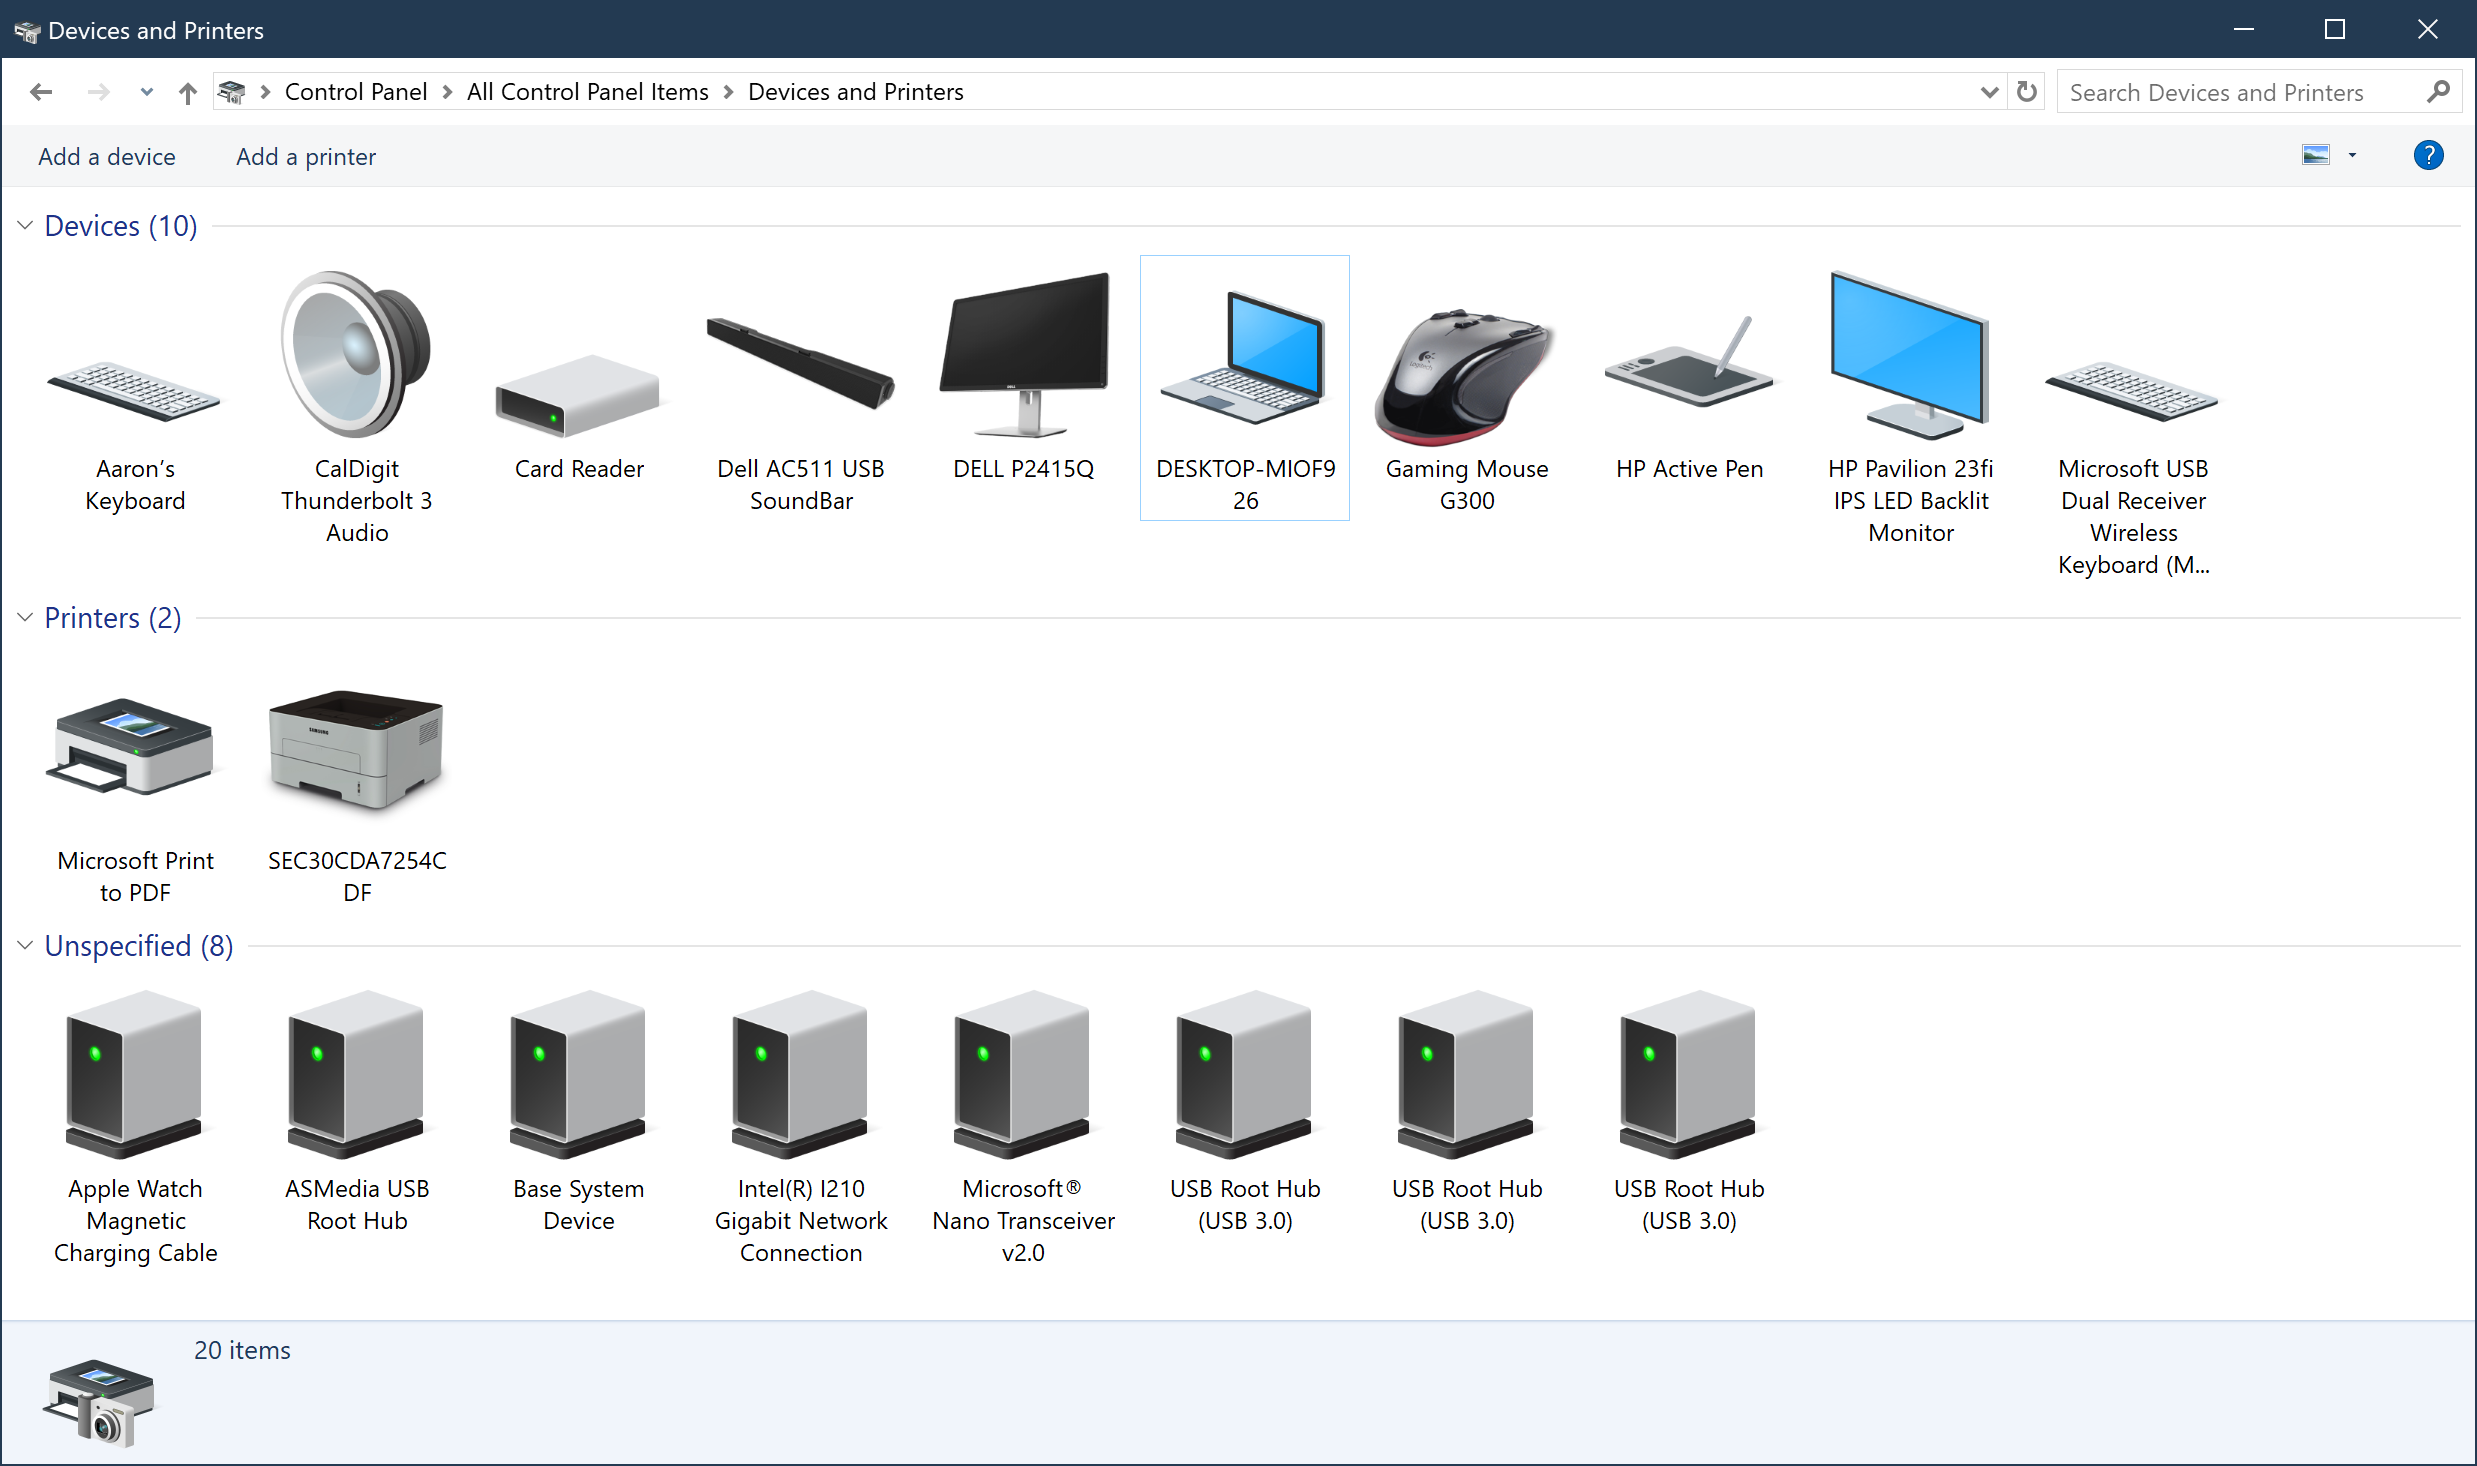 Devices and Printers
Control Panel > All Control Panel Items > Devices and Printers
Search Devices and Printers
Add a device
Add a printer
?
Devices (10)
Aaron’s
Keyboard
CalDigit
Thunderbolt 3
Audio
Card Reader
Dell AC511 USB
SoundBar
DELL P2415Q
DESKTOP-MIOF9
26
Gaming Mouse
G300
HP Active Pen
HP Pavilion 23fi
IPS LED Backlit
Monitor
Microsoft USB
Dual Receiver
Wireless
Keyboard (M...
Printers (2)
SAMSUNG
Microsoft Print
to PDF
SEC30CDA7254C
DF
Unspecified (8)
Apple Watch
Magnetic
Charging Cable
ASMedia USB
Root Hub
Base System
Device
Intel(R) I210
Gigabit Network
Connection
Microsoft®
Nano Transceiver
v2.0
USB Root Hub
(USB 3.0)
USB Root Hub
(USB 3.0)
USB Root Hub
(USB 3.0)
20 items